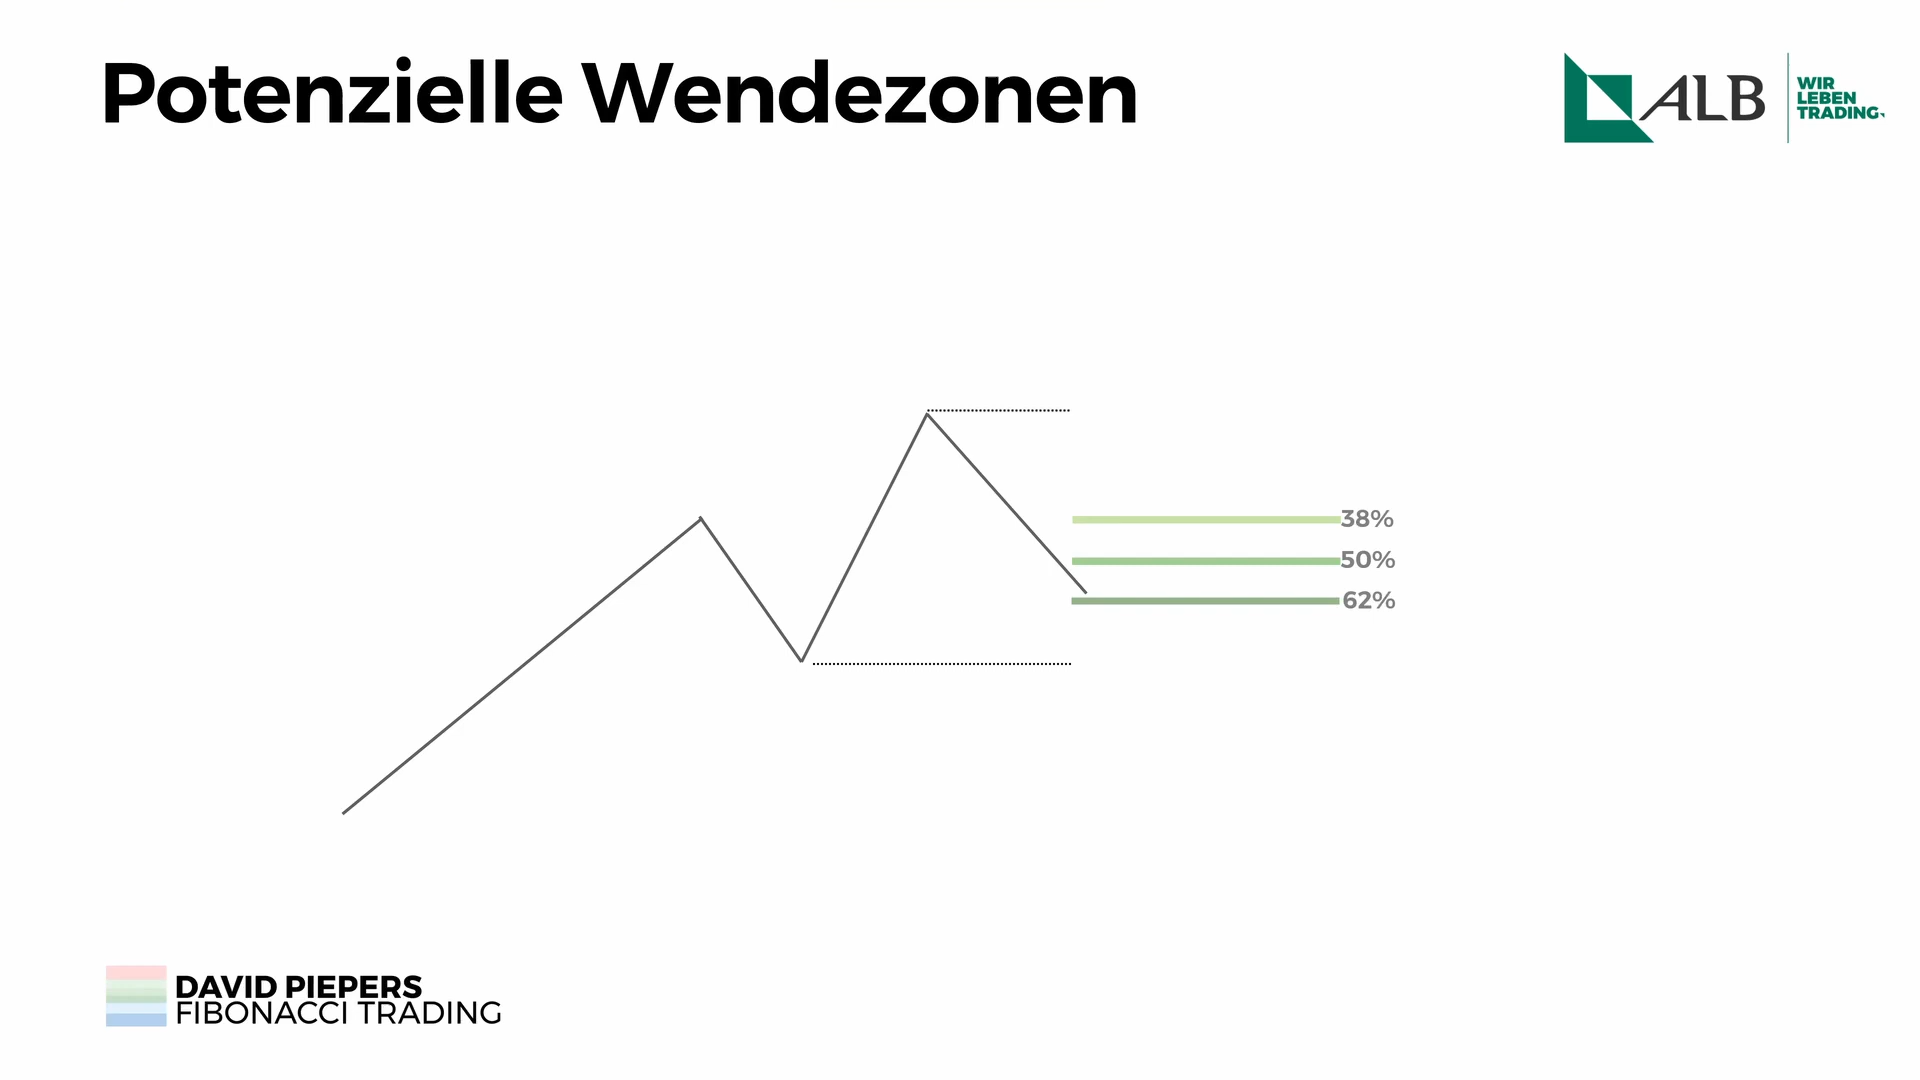 Potenzielle Wendezonen
ALB
WIR
LEBEN
TRADING
38%
50%
62%
DAVID PIEPERS
FIBONACCI TRADING